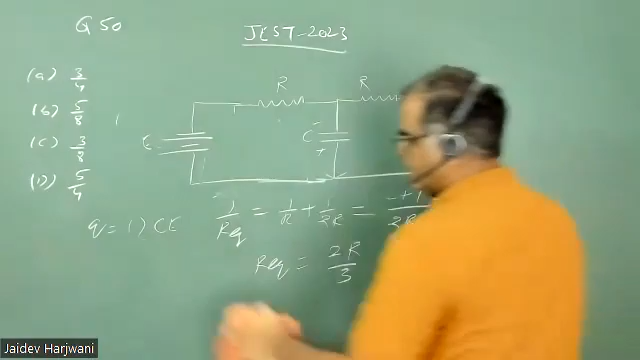 Q 50
JEST-2023
(a) 3/4
(b) 5/8
(c) 3/8
(D) 5/4
R R
E C
- +
q = 1) CE
1/Req = 1/R + 1/2R =
Req = 2R/3
Jaidev Harjwani